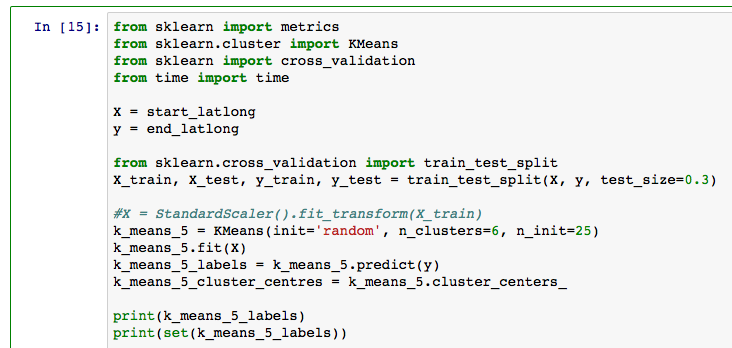 In [15]: from sklearn import metrics
from sklearn.cluster import KMeans
from sklearn import cross_validation
from time import time
X = start_latlong
y = end_latlong
from sklearn.cross_validation import train_test_split
X_train, X_test, y_train, y_test = train_test_split(X, y, test_size=0.3)
#X = StandardScaler().fit_transform(X_train)
k_means_5 = KMeans(init='random', n_clusters=6, n_init=25)
k_means_5.fit(X)
k_means_5_labels = k_means_5.predict(y)
k_means_5_cluster_centres = k_means_5.cluster_centers_
print(k_means_5_labels)
print(set(k_means_5_labels))